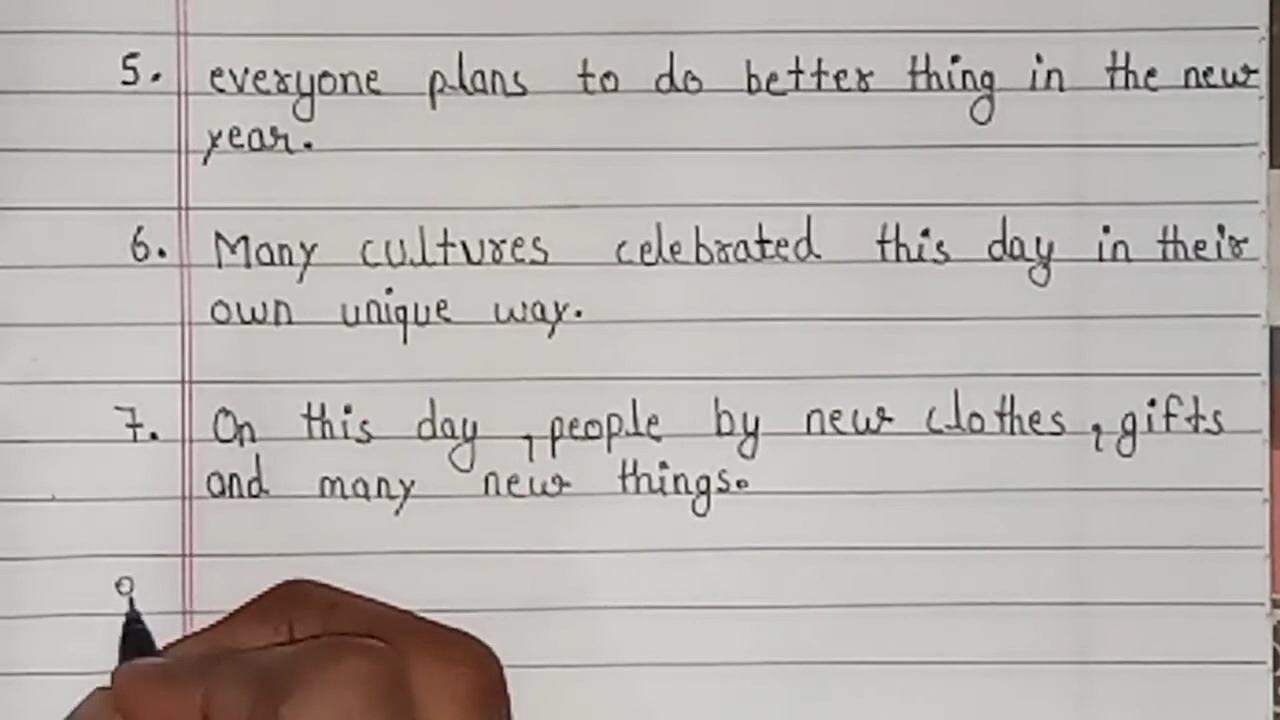 5. everyone plans to do better thing in the new
year.
6. Many cultures celebrated this day in their
own unique way.
7. On this day, people by new clothes, gifts
and many new things.